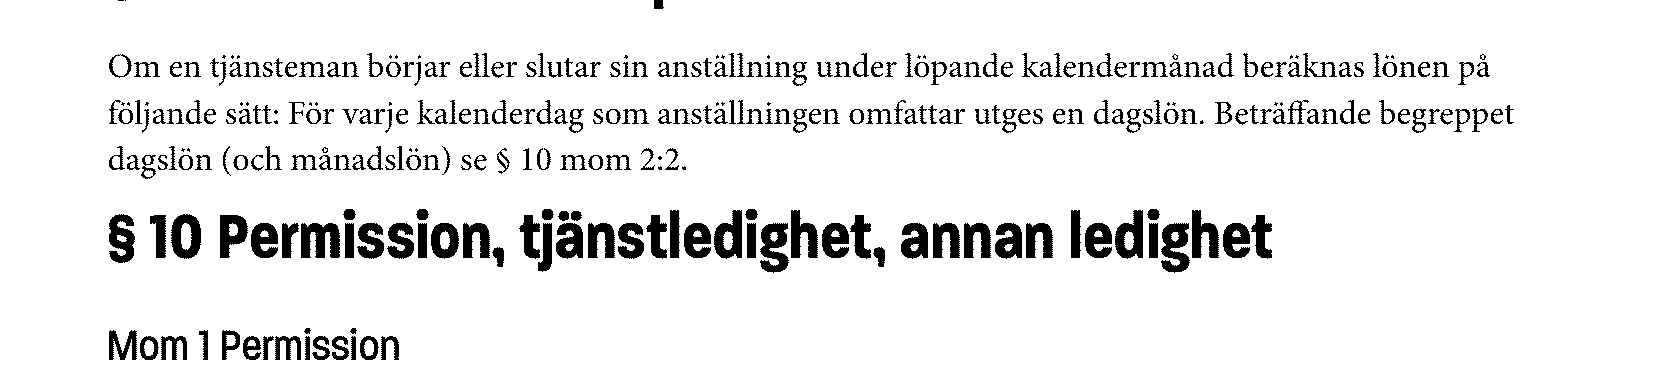 Om en tjänsteman börjar eller slutar sin anställning under löpande kalendermånad beräknas lönen på
följande sätt: För varje kalenderdag som anställningen omfattar utges en dagslön. Beträffande begreppet
dagslön (och månadslön) se § 10 mom 2:2.
§ 10 Permission, tjänstledighet, annan ledighet
Mom 1 Permission